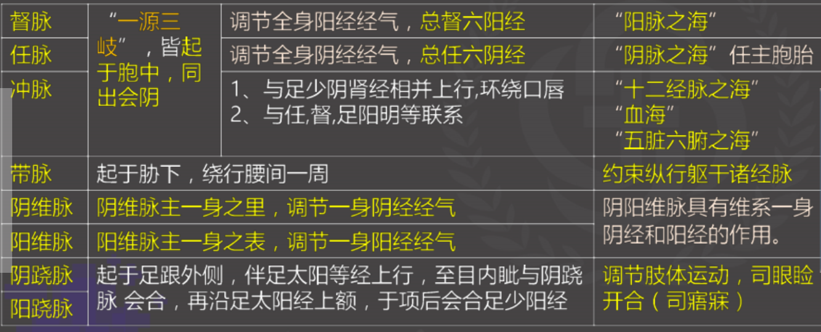 督脉
“一源三
岐”，皆起
于胞中，同
出会阴
调节全身阳经经气，总督六阳经
“阳脉之海”
任脉
调节全身阴经经气，总任六阴经
“阴脉之海”任主胞胎
冲脉
1、与足少阴肾经相并上行,环绕口唇
2、与任,督,足阳明等联系
“十二经脉之海”
“血海”
“五脏六腑之海”
带脉
起于胁下，绕行腰间一周
约束纵行躯干诸经脉
阴维脉
阴维脉主一身之里，调节一身阴经经气
阴阳维脉具有维系一身
阴经和阳经的作用。
阳维脉
阳维脉主一身之表，调节一身阳经经气
阴跷脉
起于足跟外侧，伴足太阳等经上行，至目内眦与阴跷
脉 会合，再沿足太阳经上额，于项后会合足少阳经
调节肢体运动，司眼睑
开合（司寤寐）
阳跷脉